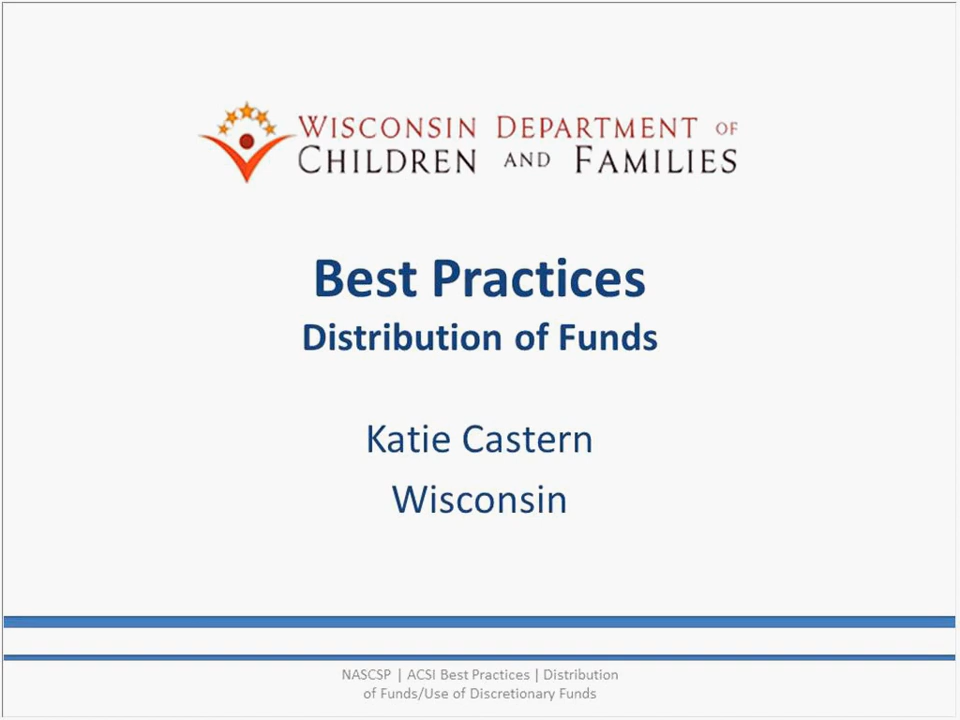 WISCONSIN DEPARTMENT OF
CHILDREN AND FAMILIES
Best Practices
Distribution of Funds
Katie Castern
Wisconsin
NASCSP | ACSI Best Practices | Distribution
of Funds/Use of Discretionary Funds